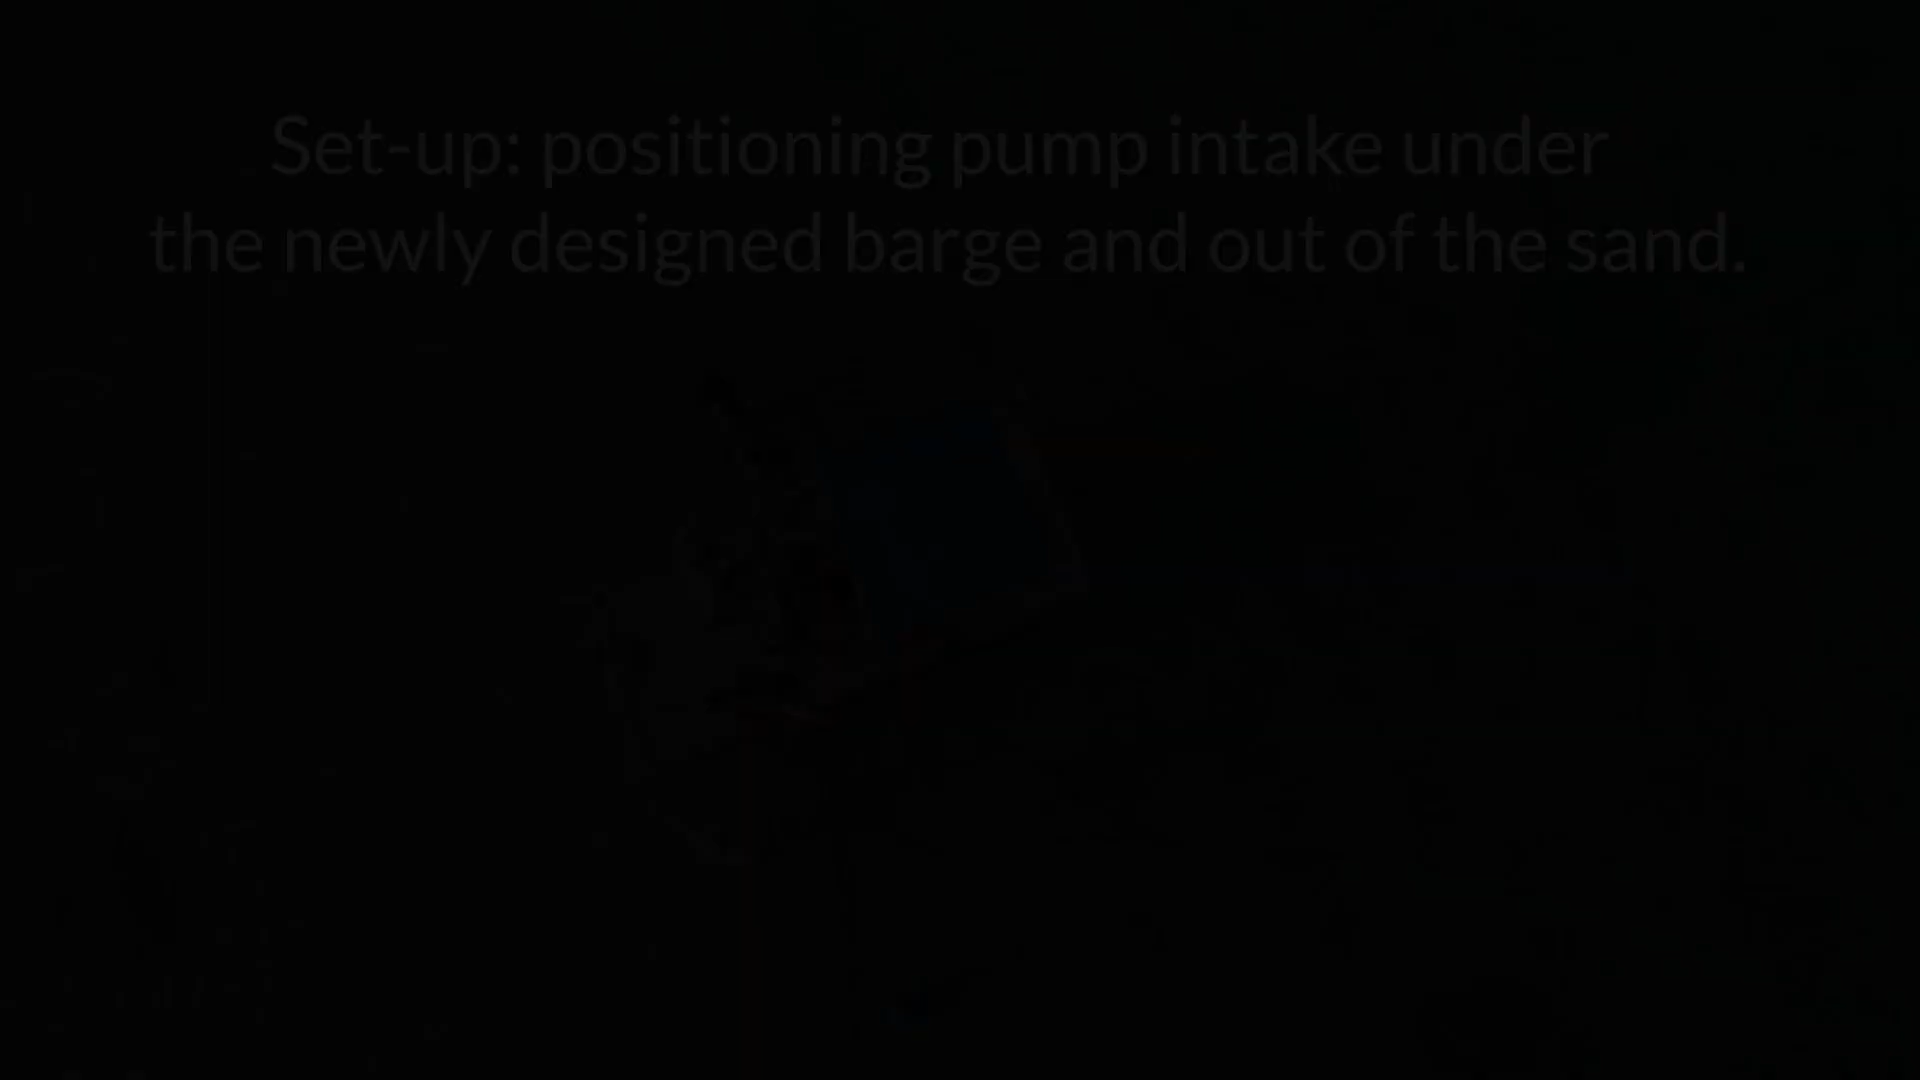 Set-up: positioning pump intake under
the newly designed barge and out of the sand.